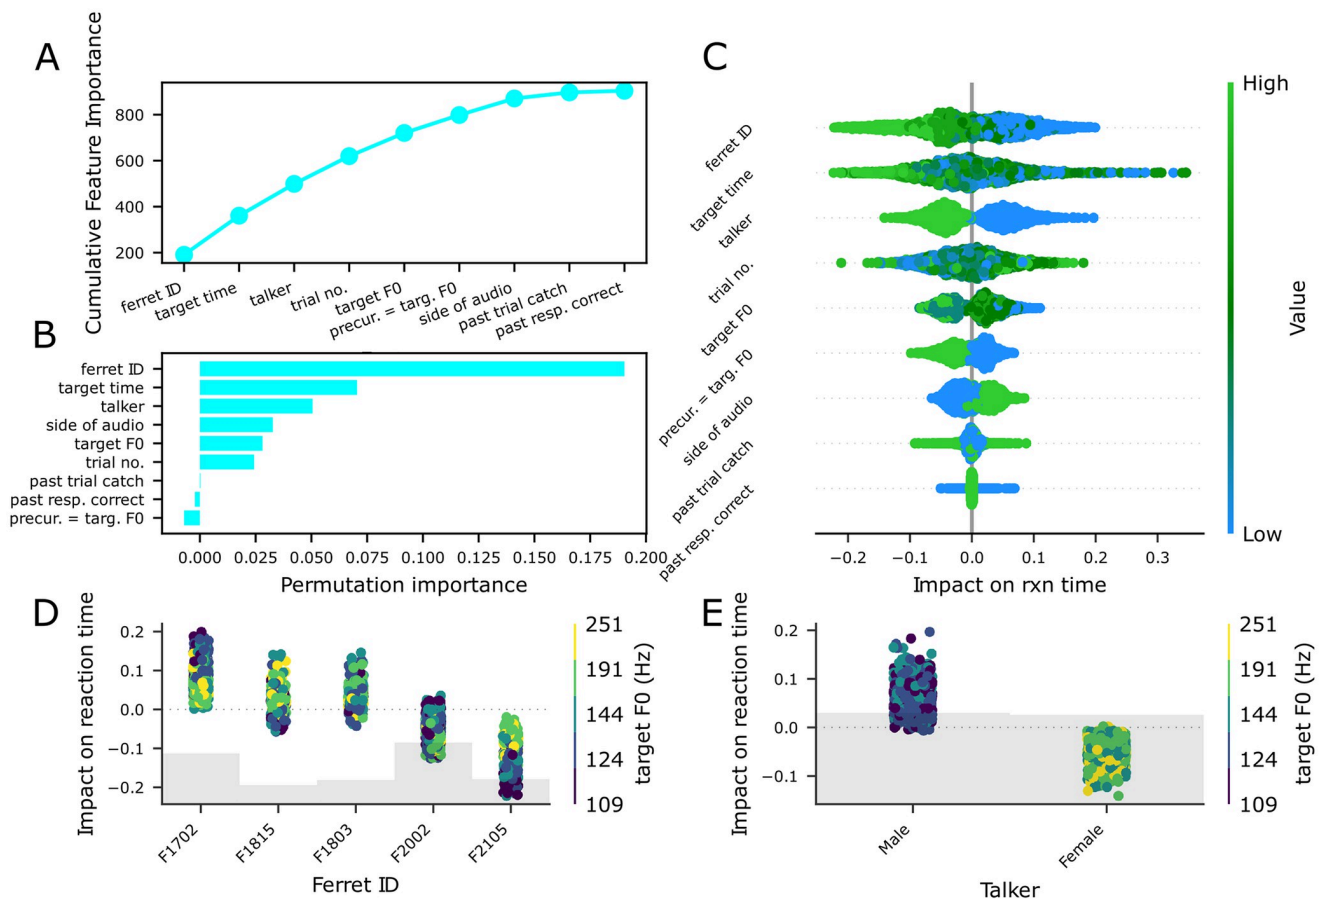 A
Cumulative Feature Importance
800
600
400
200
ferret ID
target time
talker
trial no.
target F0
precur. = targ. F0
side of audio
past trial catch
past resp. correct
B
ferret ID
target time
talker
side of audio
target F0
trial no.
past trial catch
past resp. correct
precur. = targ. F0
0.000 0.025 0.050 0.075 0.100 0.125 0.150 0.175 0.200
Permutation importance
C
ferret ID
target time
talker
trial no.
target F0
precur. = targ. F0
side of audio
past trial catch
past resp. correct
−0.2 −0.1 0.0 0.1 0.2 0.3
Impact on rxn time
High
Value
Low
D
Impact on reaction time
0.2
0.1
0.0
−0.1
−0.2
F1702
F1815
F1803
F2002
F2105
Ferret ID
251
191
144
124
109
target F0 (Hz)
E
Impact on reaction time
0.2
0.1
0.0
−0.1
Male
Female
Talker
251
191
144
124
109
target F0 (Hz)